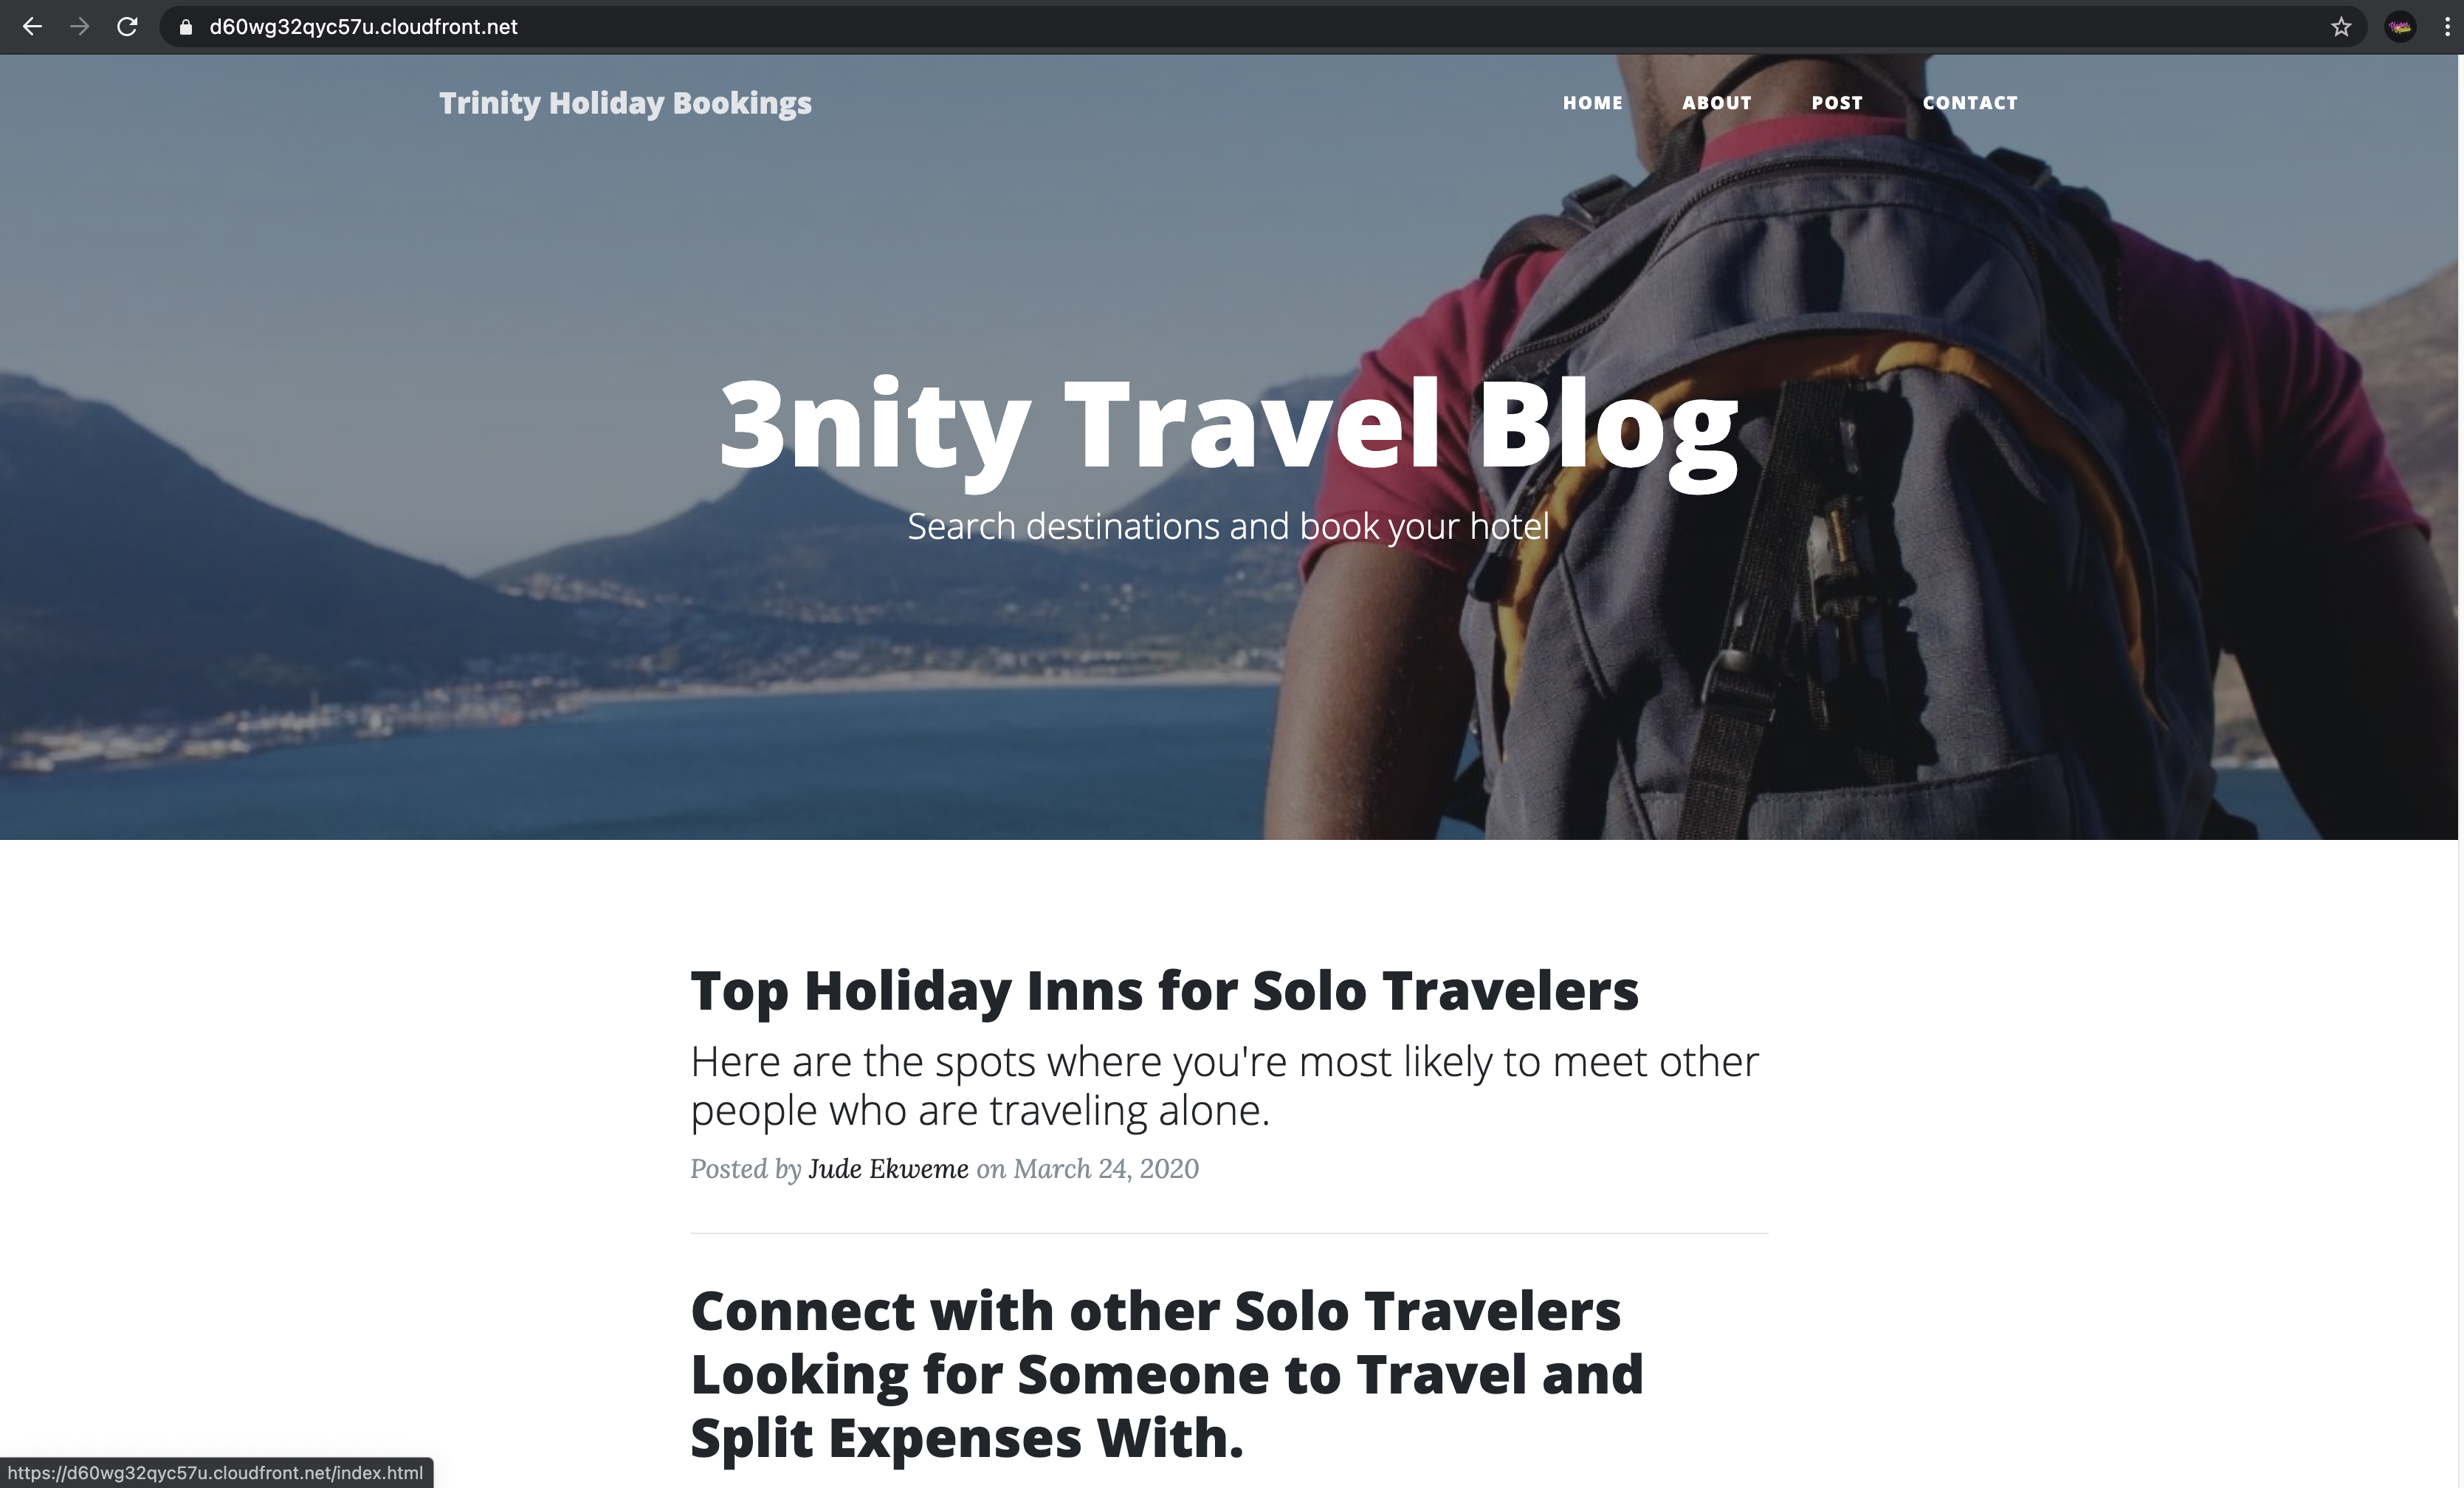 d60wg32qyc57u.cloudfront.net
Trinity Holiday Bookings
HOME ABOUT POST CONTACT
3nity Travel Blog
Search destinations and book your hotel
Top Holiday Inns for Solo Travelers
Here are the spots where you're most likely to meet other
people who are traveling alone.
Posted by Jude Ekweme on March 24, 2020
Connect with other Solo Travelers
Looking for Someone to Travel and
Split Expenses With.
https://d60wg32qyc57u.cloudfront.net/index.html